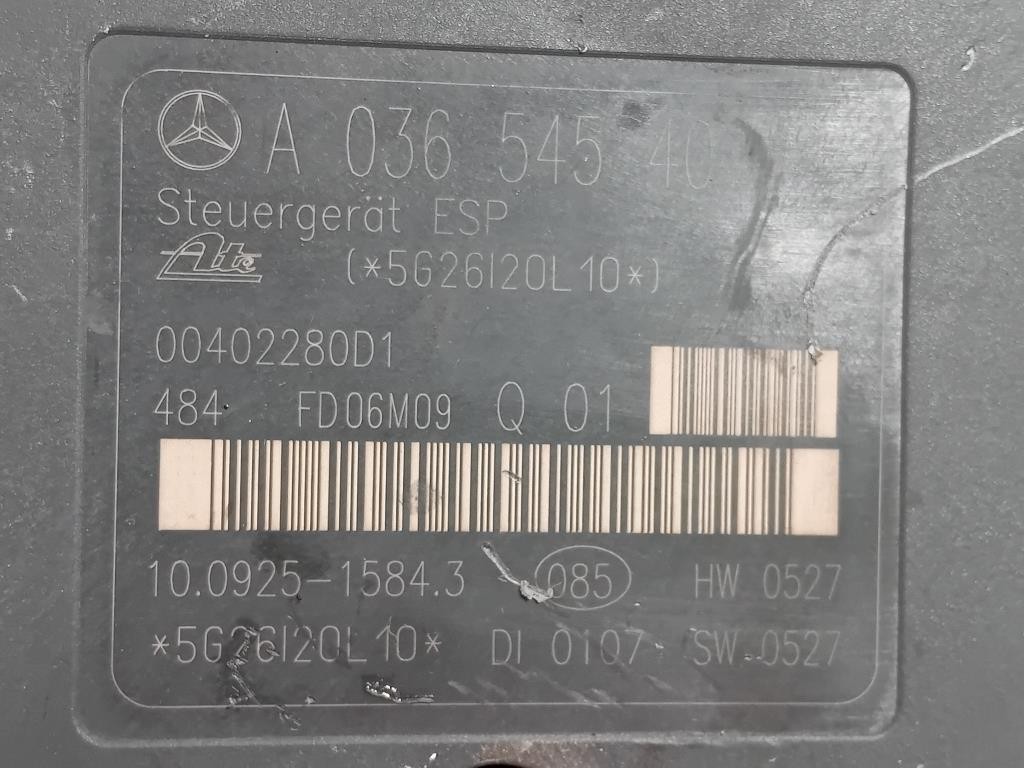 A 036 545 40
Steuergerät ESP
Ate (*5G26I20L10*)
00402280D1
484 FD06M09 Q 01
10.0925-1584.3 085 HW 0527
*5G26I20L10* DI 0107 SW 0527